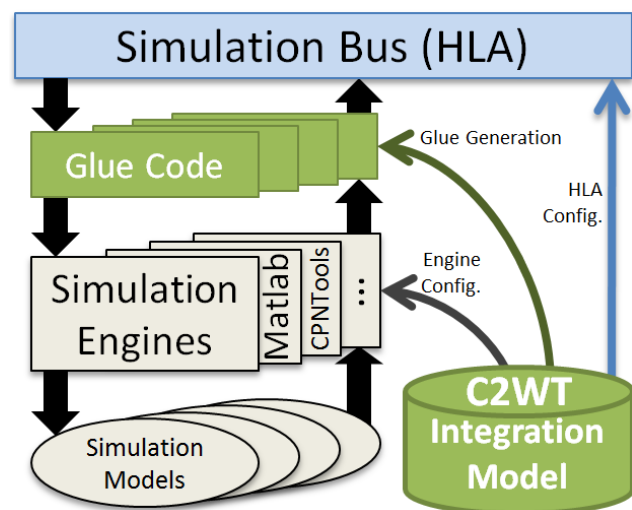 Simulation Bus (HLA)
Glue Code
Glue Generation
HLA
Config.
Simulation
Engines
Matlab
CPNTools
...
Engine
Config.
Simulation
Models
C2WT
Integration
Model